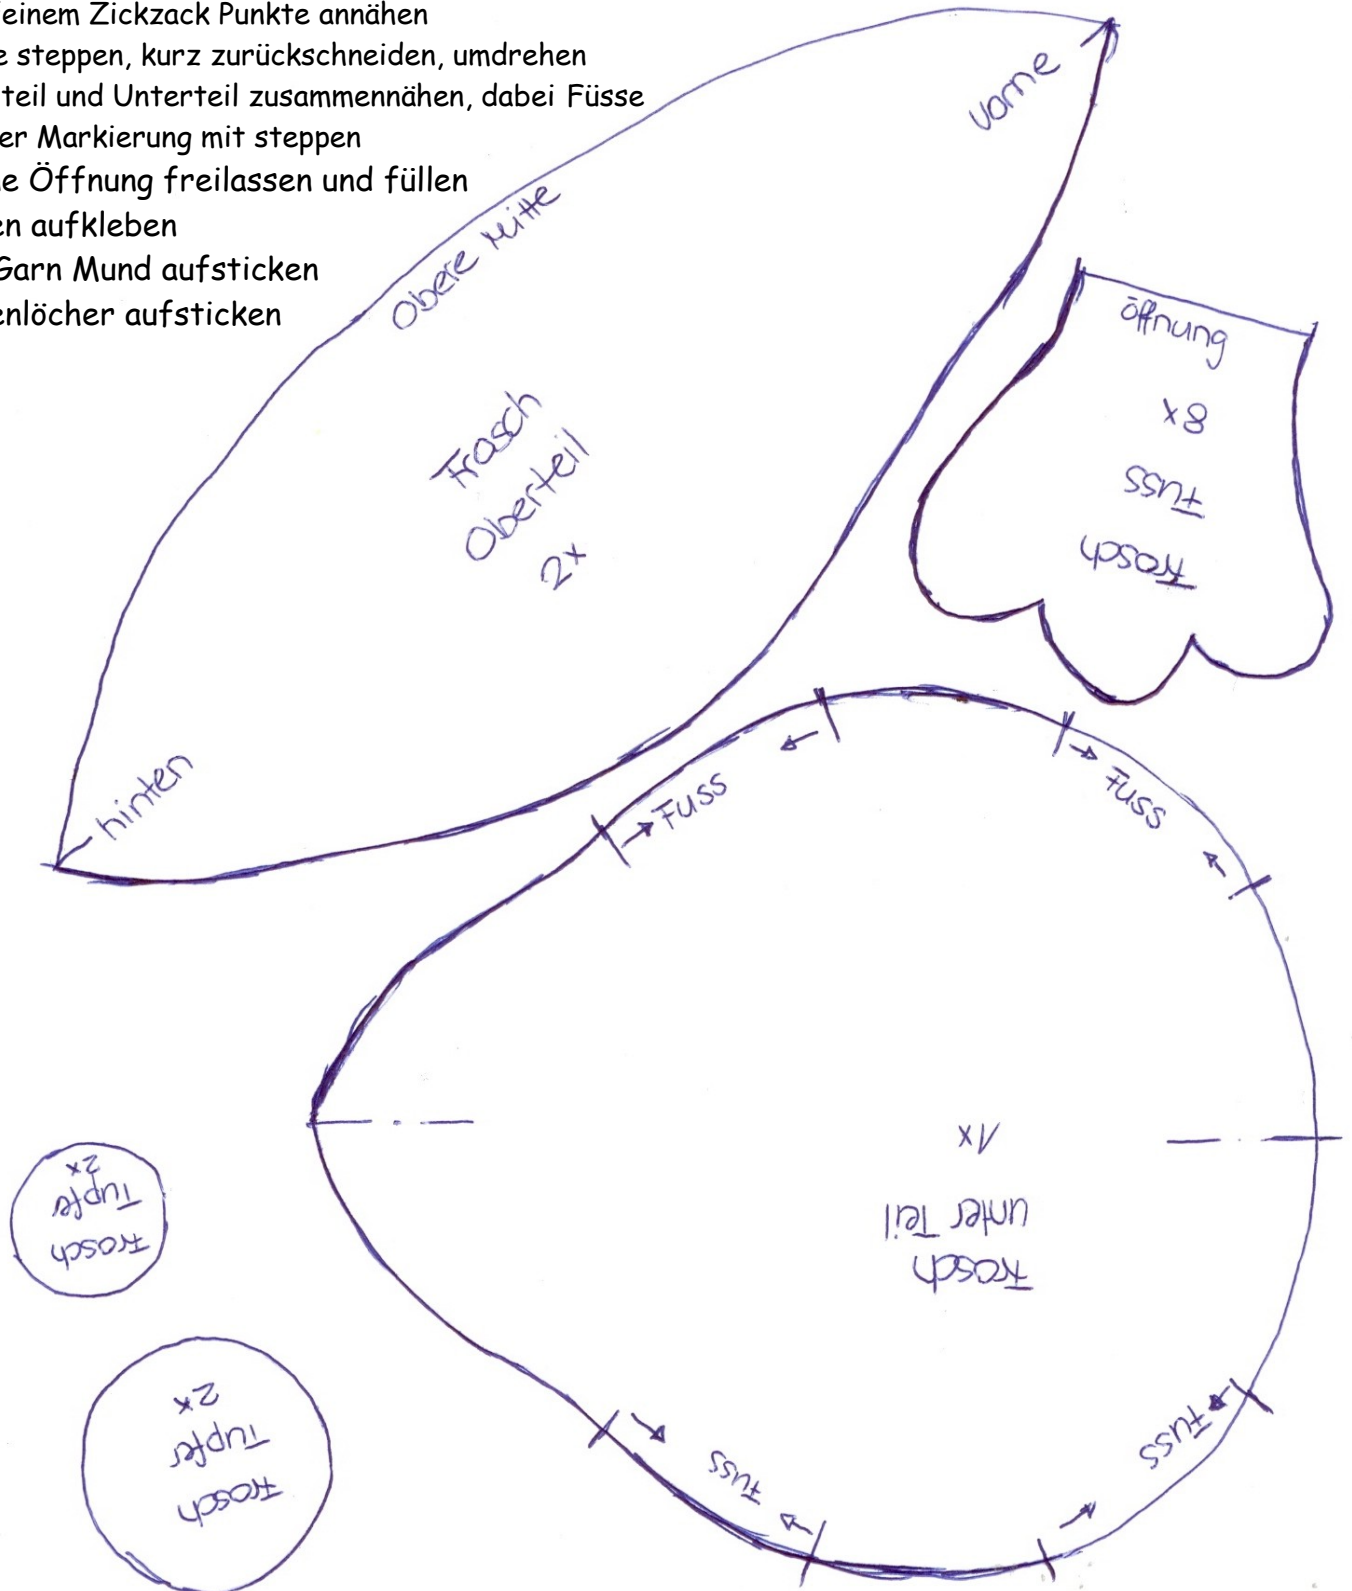 einem Zickzack Punkte annähen
e steppen, kurz zurückschneiden, umdrehen
teil und Unterteil zusammennähen, dabei Füsse
er Markierung mit steppen
e Öffnung freilassen und füllen
en aufkleben
Garn Mund aufsticken
enlöcher aufsticken
vorne
Obere Mitte
Frosch
Oberteil
2x
hinten
öffnung
8x
Fuss
Frosch
Fuss
Fuss
1x
unter Teil
Frosch
Fuss
Fuss
2x
Tupfer
Frosch
2x
Tupfer
Frosch